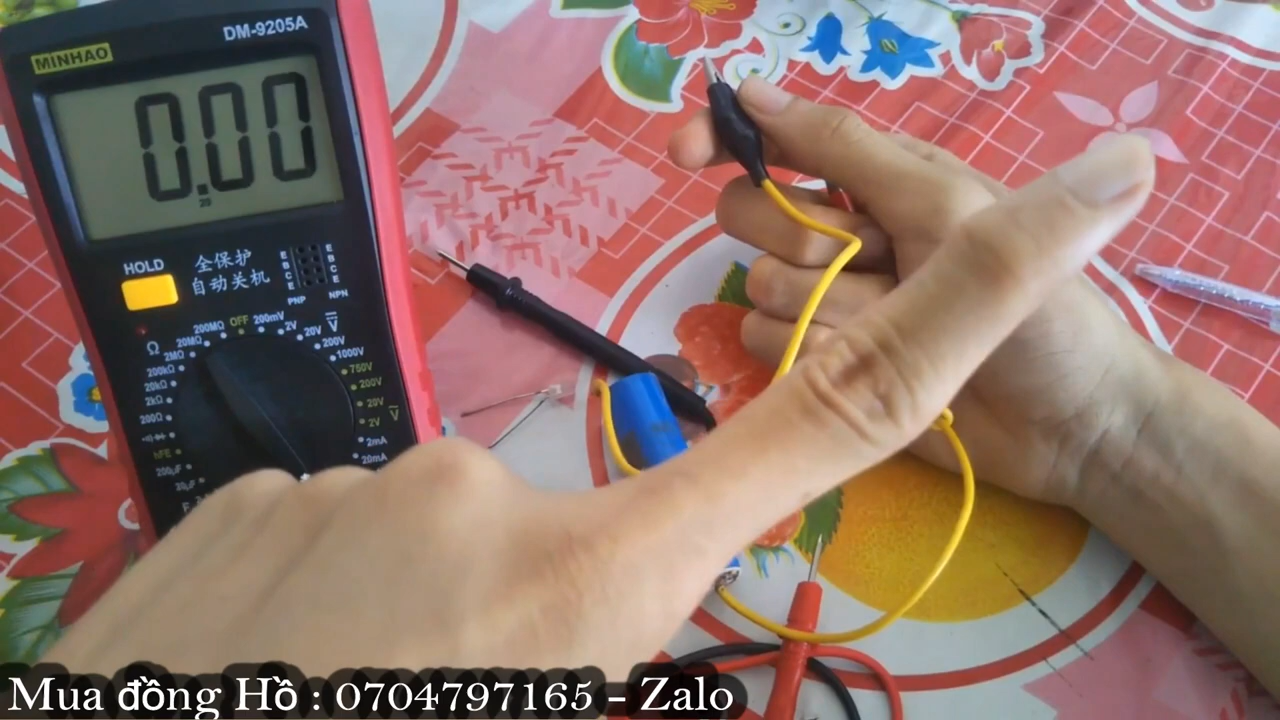 DM-9205A
MINHAO
0.00
20
HOLD
全保护
自动关机
E
B
C
E
E
B
C
E
PNP
NPN
OFF
200mV
2V
20V
200V
1000V
V
750V
200V
20V
2V
V
2mA
20mA
200MΩ
20MΩ
Ω
2MΩ
200kΩ
20kΩ
2kΩ
200Ω
hFE
200µF
F
Mua đồng Hồ : 0704797165 - Zalo